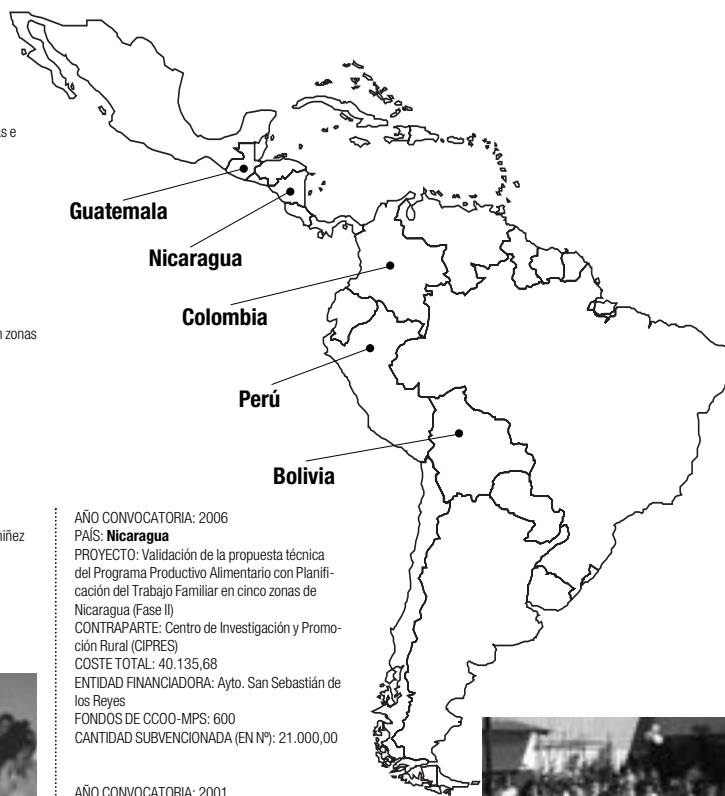 as e
Guatemala
Nicaragua
Colombia
n zonas
Perú
Bolivia
niñez
AÑO CONVOCATORIA: 2006
PAÍS: Nicaragua
PROYECTO: Validación de la propuesta técnica
del Programa Productivo Alimentario con Planifi-
cación del Trabajo Familiar en cinco zonas de
Nicaragua (Fase II)
CONTRAPARTE: Centro de Investigación y Promo-
ción Rural (CIPRES)
COSTE TOTAL: 40.135,68
ENTIDAD FINANCIADORA: Ayto. San Sebastián de
los Reyes
FONDOS DE CCOO-MPS: 600
CANTIDAD SUBVENCIONADA (EN Nº): 21.000,00
AÑO CONVOCATORIA: 2001